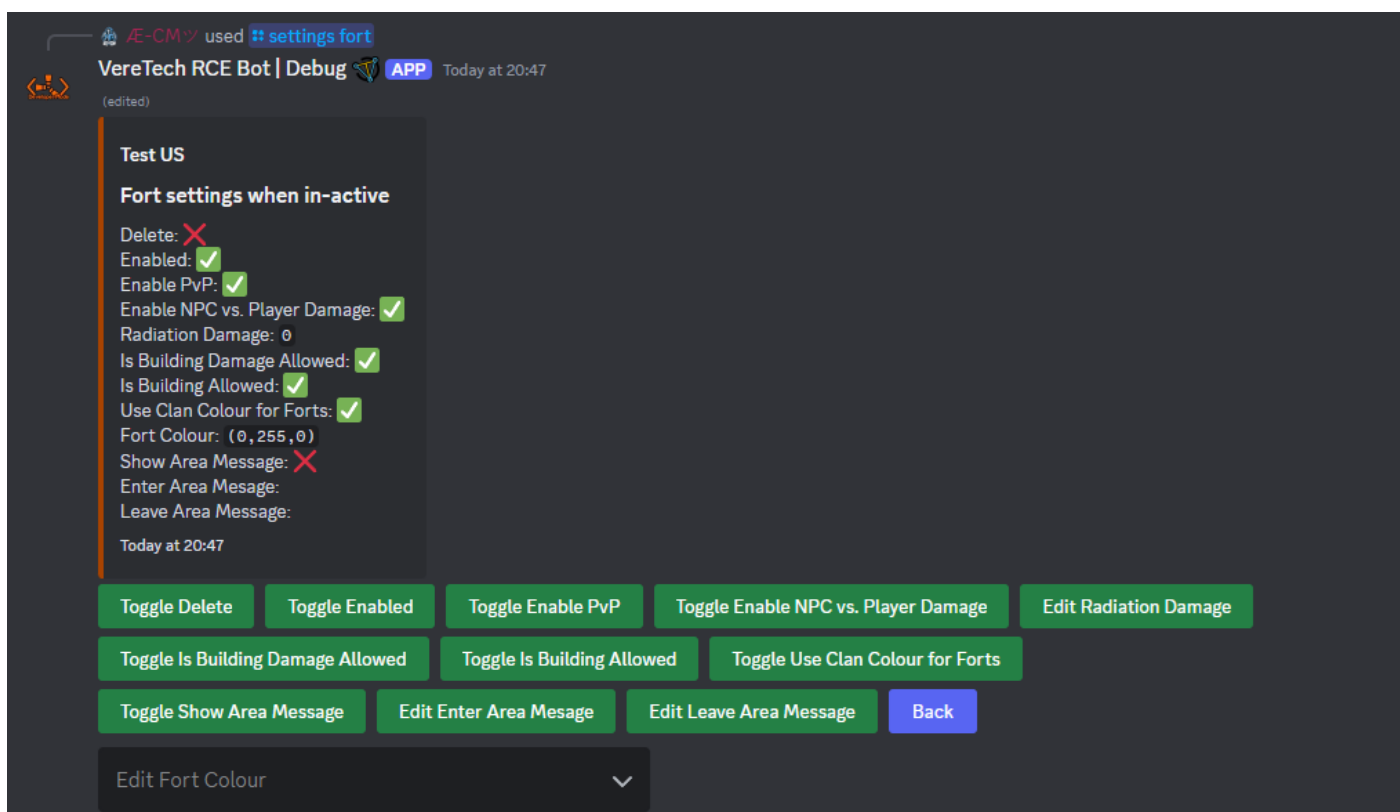 Æ-CMツ used settings fort
VereTech RCE Bot | Debug APP Today at 20:47
(edited)
Test US
Fort settings when in-active
Delete: ❌
Enabled: ✅
Enable PvP: ✅
Enable NPC vs. Player Damage: ✅
Radiation Damage: 0
Is Building Damage Allowed: ✅
Is Building Allowed: ✅
Use Clan Colour for Forts: ✅
Fort Colour: (0,255,0)
Show Area Message: ❌
Enter Area Mesage:
Leave Area Message:
Today at 20:47
Toggle Delete Toggle Enabled Toggle Enable PvP Toggle Enable NPC vs. Player Damage Edit Radiation Damage
Toggle Is Building Damage Allowed Toggle Is Building Allowed Toggle Use Clan Colour for Forts
Toggle Show Area Message Edit Enter Area Mesage Edit Leave Area Message Back
Edit Fort Colour